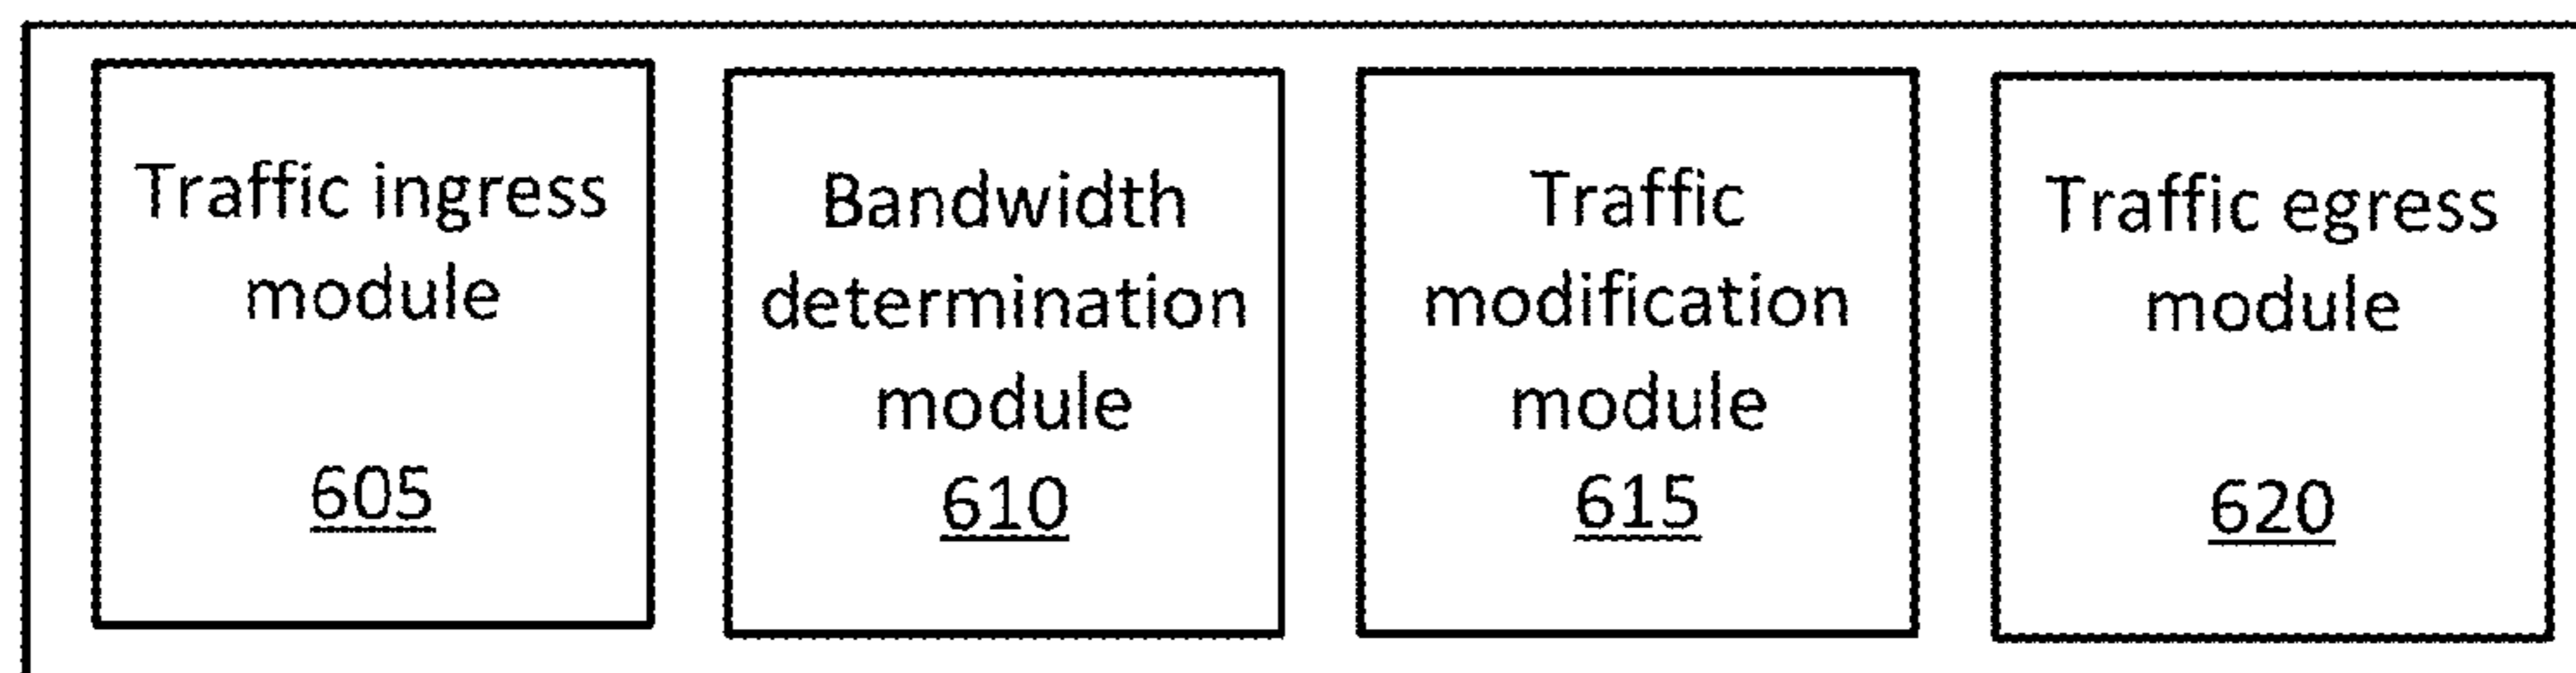 Traffic ingress
module
605
Bandwidth
determination
module
610
Traffic
modification
module
615
Traffic egress
module
620